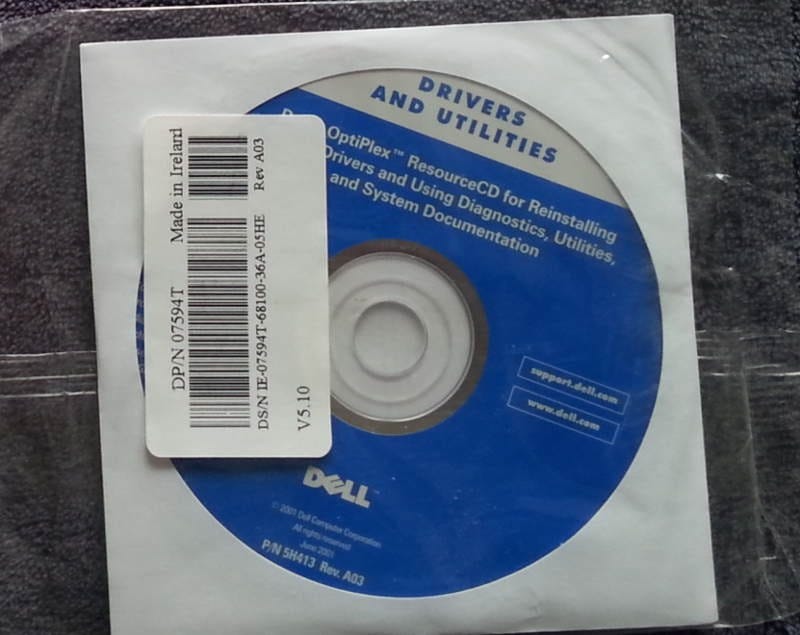 DRIVERS
AND UTILITIES
OptiPlex™ ResourceCD for Reinstalling
Drivers and Using Diagnostics, Utilities,
and System Documentation
support.dell.com
www.dell.com
DELL™
© 2001 Dell Computer Corporation
All rights reserved
June 2001
P/N 5H413 Rev. A03
DP/N 07594T Made in Ireland
DS/N IE-07594T-68100-36A-05HE Rev A03
V5.10